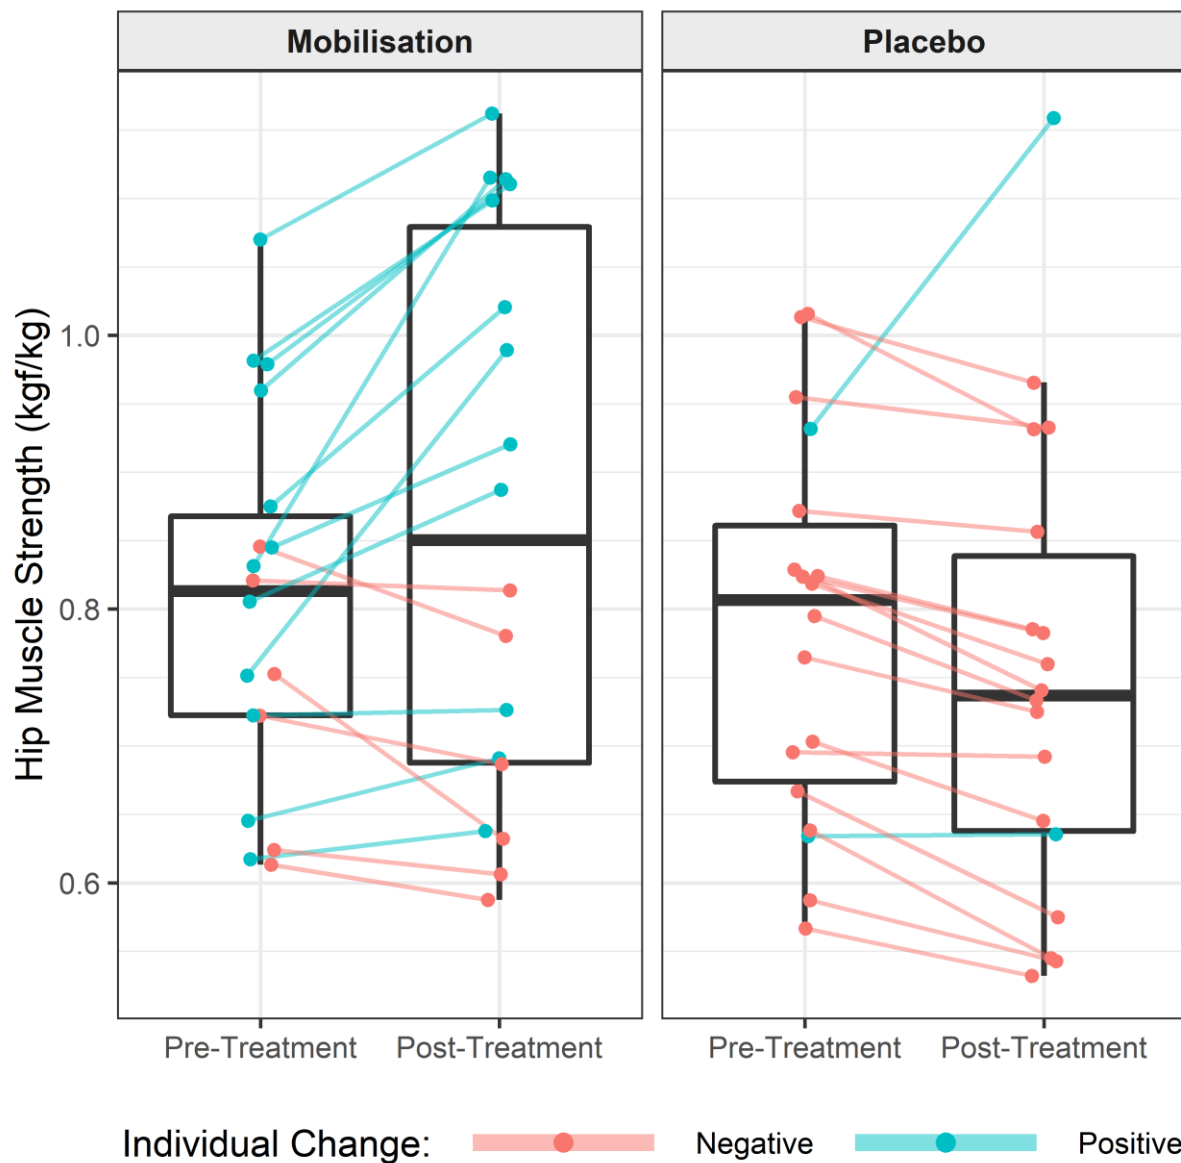 Mobilisation Placebo
Hip Muscle Strength (kgf/kg)
1.0
0.8
0.6
Pre-Treatment Post-Treatment Pre-Treatment Post-Treatment
Individual Change: Negative Positive